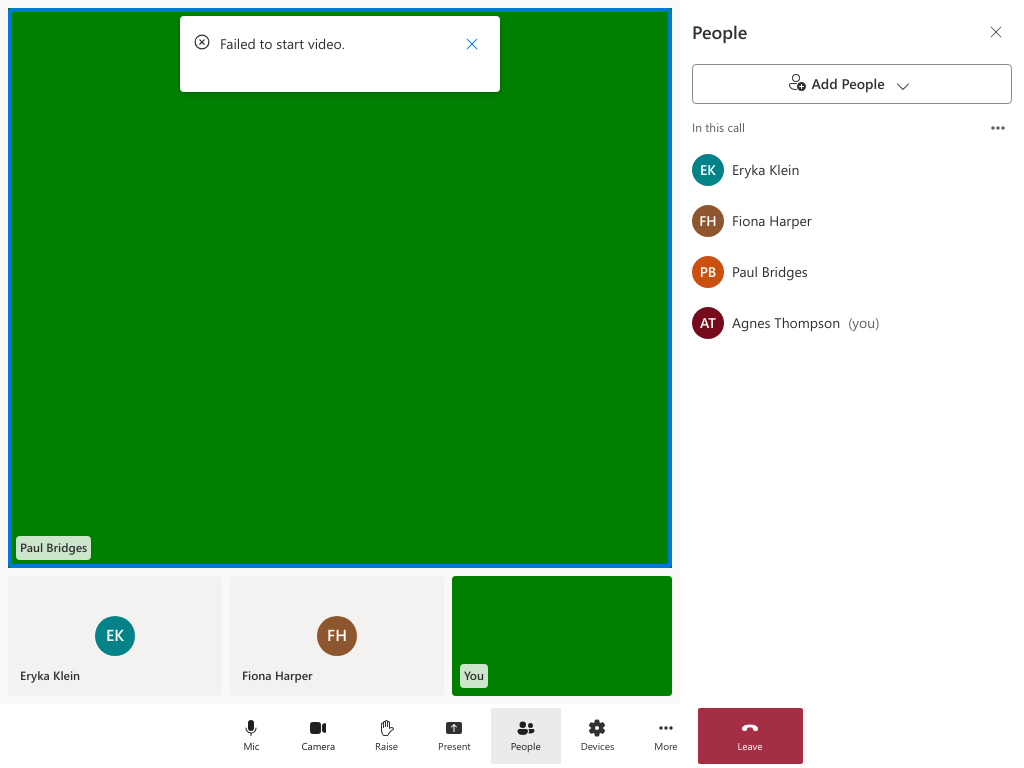 Failed to start video.
Paul Bridges
EK
Eryka Klein
FH
Fiona Harper
You
People
Add People
In this call
EK Eryka Klein
FH Fiona Harper
PB Paul Bridges
AT Agnes Thompson (you)
Mic
Camera
Raise
Present
People
Devices
More
Leave